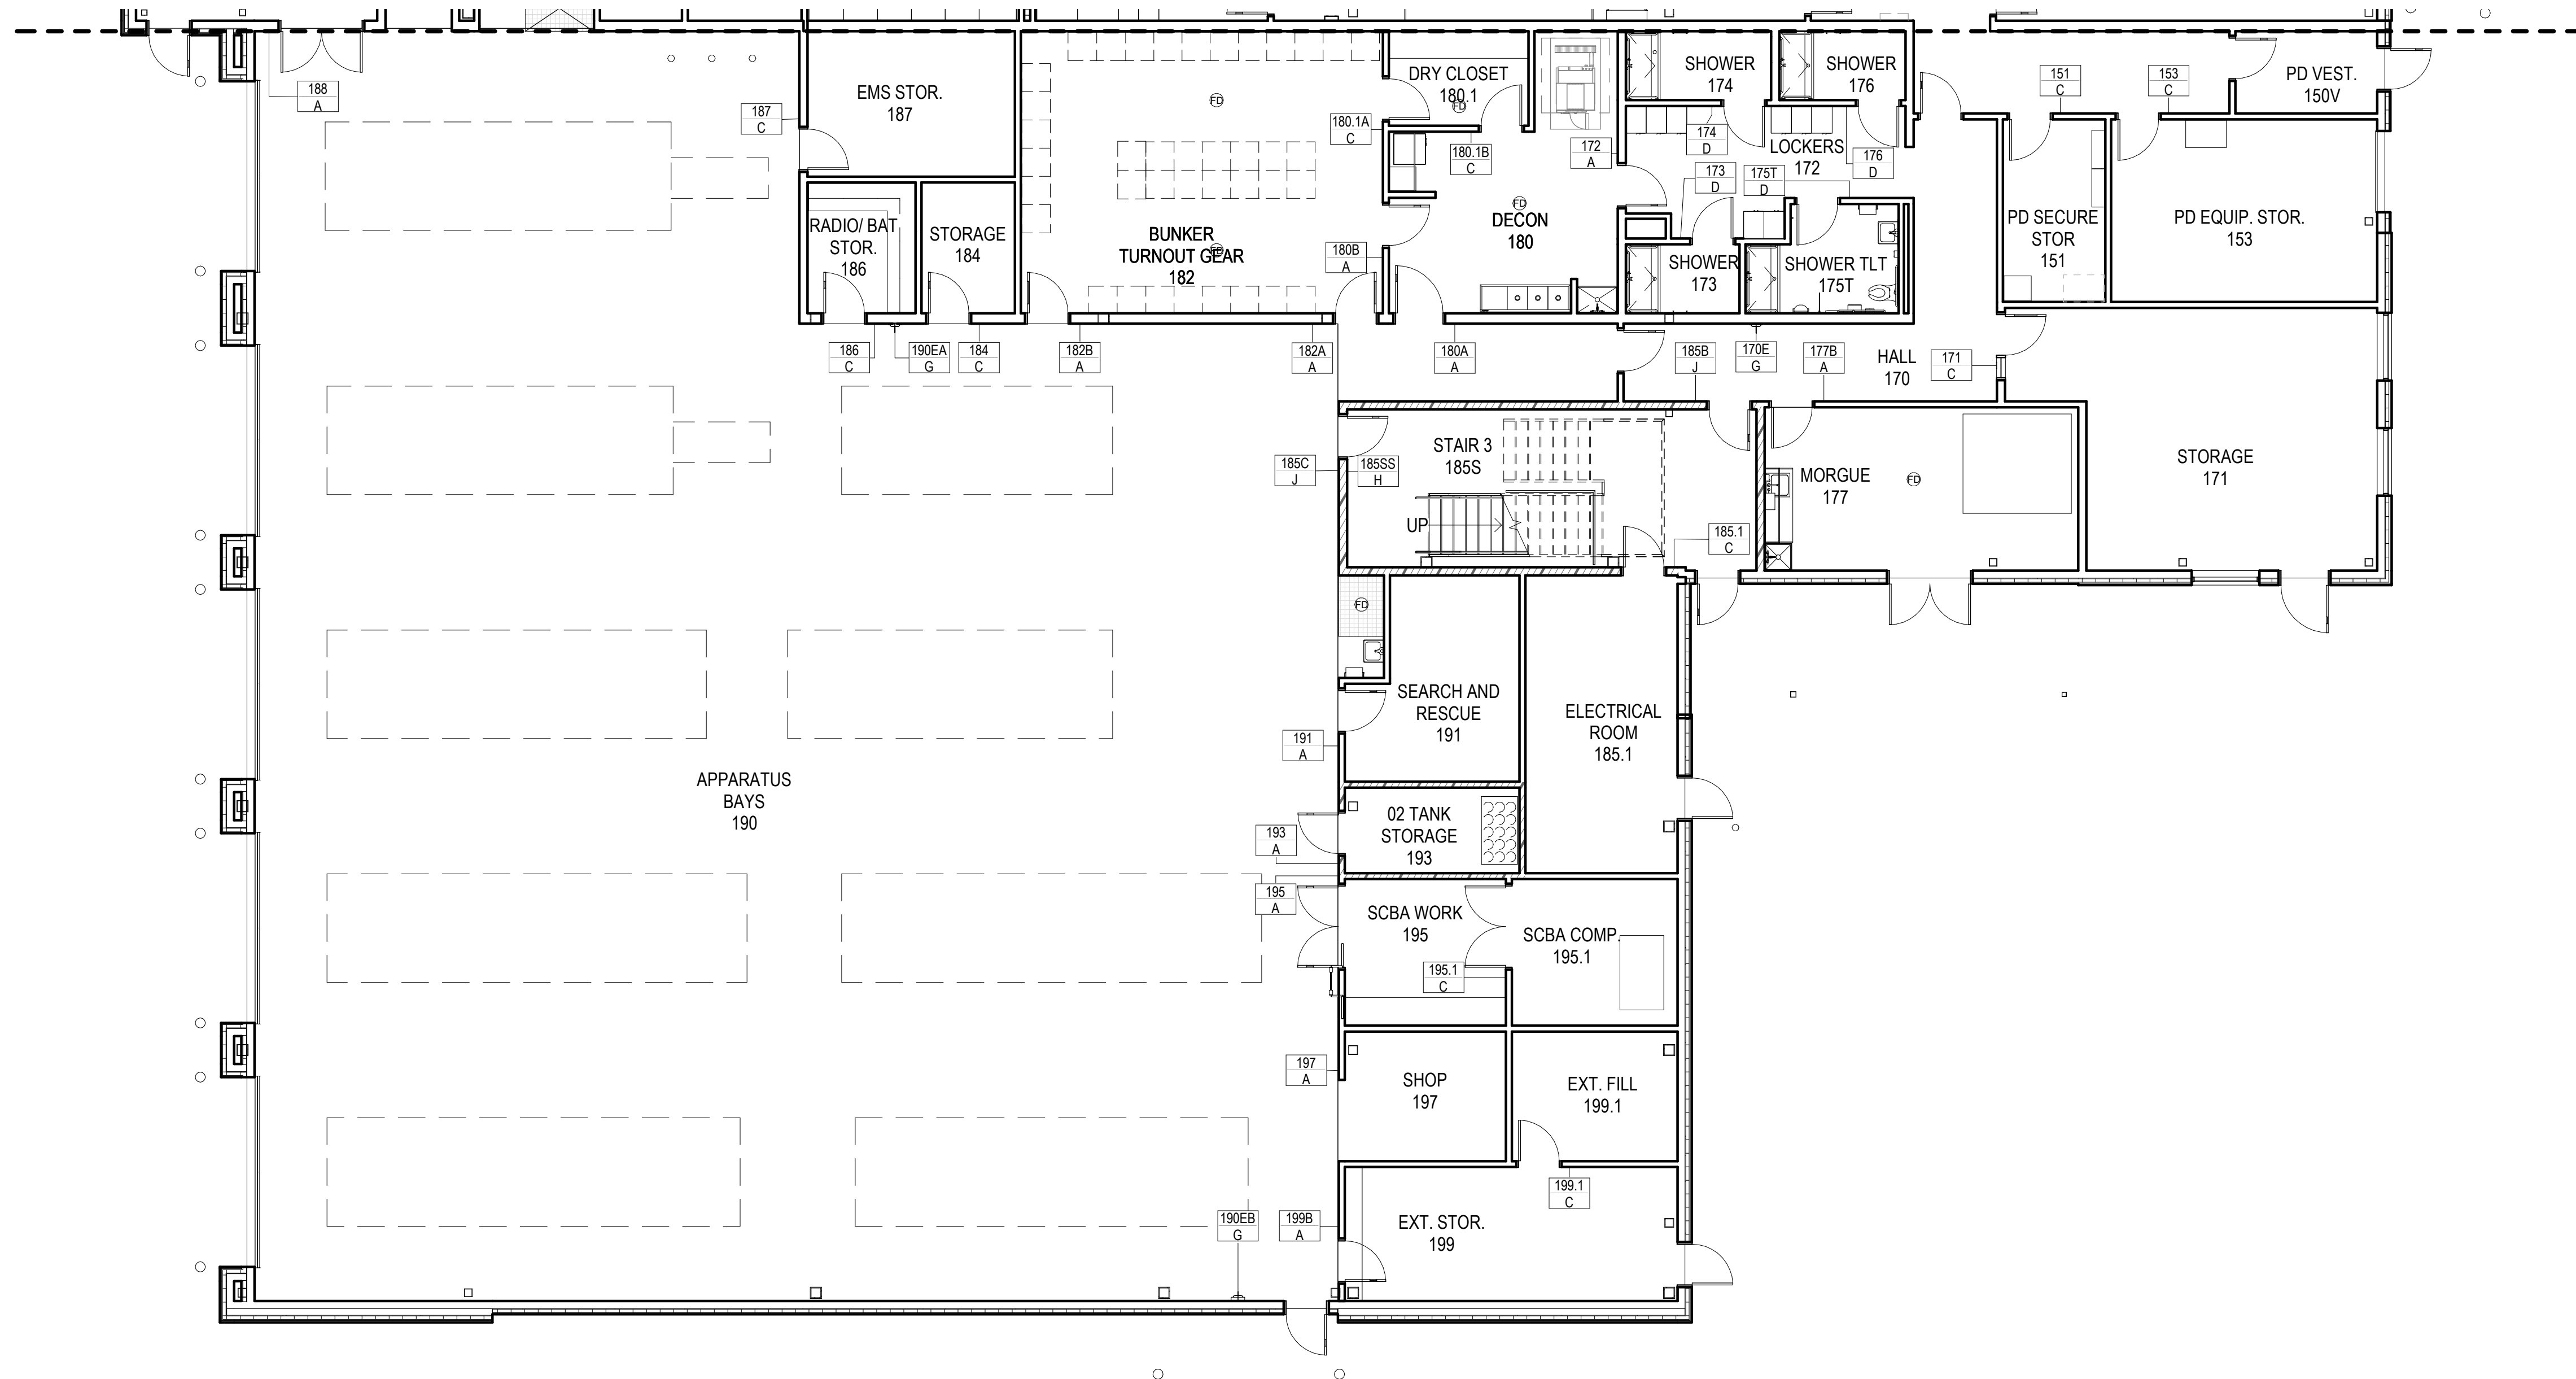 188
A
187
C
EMS STOR.
187
DRY CLOSET
180.1
FD
FD
180.1A
C
180.1B
C
172
A
SHOWER
174
SHOWER
176
174
D
LOCKERS
172
176
D
173
D
175T
D
151
C
153
C
PD VEST.
150V
RADIO/ BAT
STOR.
186
STORAGE
184
BUNKER
TURNOUT GEAR
182
FD
180B
A
FD
DECON
180
SHOWER
173
SHOWER TLT
175T
PD SECURE
STOR
151
PD EQUIP. STOR.
153
186
C
190EA
G
184
C
182B
A
182A
A
180A
A
185B
J
170E
G
177B
A
HALL
170
171
C
185C
J
185SS
H
STAIR 3
185S
UP
MORGUE
177
FD
STORAGE
171
185.1
C
FD
SEARCH AND
RESCUE
191
ELECTRICAL
ROOM
185.1
191
A
APPARATUS
BAYS
190
193
A
02 TANK
STORAGE
193
195
A
SCBA WORK
195
SCBA COMP.
195.1
195.1
C
197
A
SHOP
197
EXT. FILL
199.1
199.1
C
190EB
G
199B
A
EXT. STOR.
199